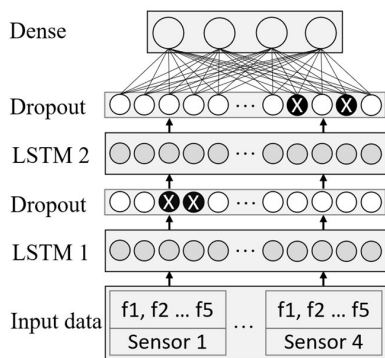 Dense
Dropout
... X X
LSTM 2
...
Dropout
X X ...
LSTM 1
...
Input data
f1, f2 ... f5 f1, f2 ... f5
...
Sensor 1 Sensor 4